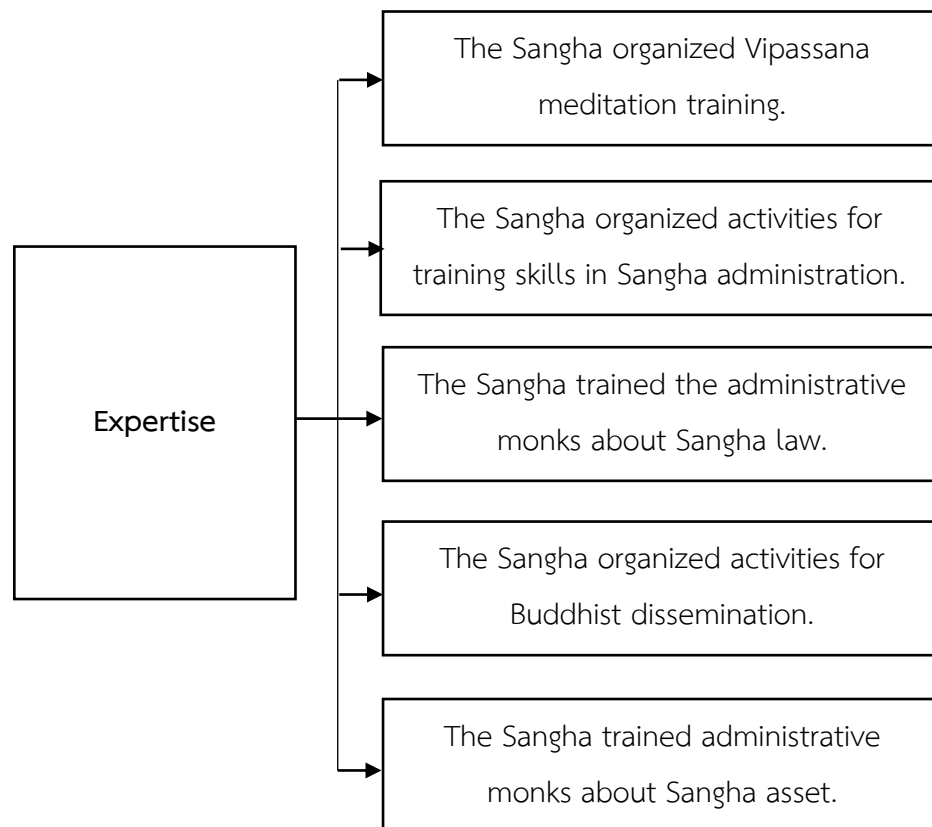 The Sangha organized Vipassana
meditation training.
The Sangha organized activities for
training skills in Sangha administration.
Expertise
The Sangha trained the administrative
monks about Sangha law.
The Sangha organized activities for
Buddhist dissemination.
The Sangha trained administrative
monks about Sangha asset.